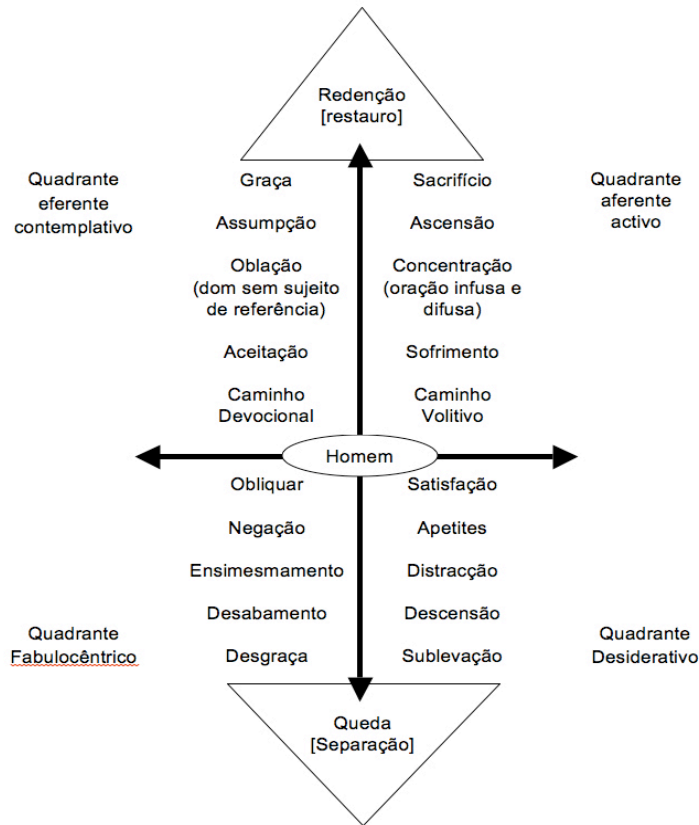 Redenção
[restauro]
Quadrante
eferente
contemplativo
Graça
Sacrifício
Quadrante
aferente
activo
Assumpção
Ascensão
Oblação
(dom sem sujeito
de referência)
Concentração
(oração infusa e
difusa)
Aceitação
Sofrimento
Caminho
Devocional
Caminho
Volitivo
Homem
Obliquar
Satisfação
Negação
Apetites
Ensimesmamento
Distracção
Desabamento
Descensão
Quadrante
Fabulocêntrico
Desgraça
Sublevação
Quadrante
Desiderativo
Queda
[Separação]